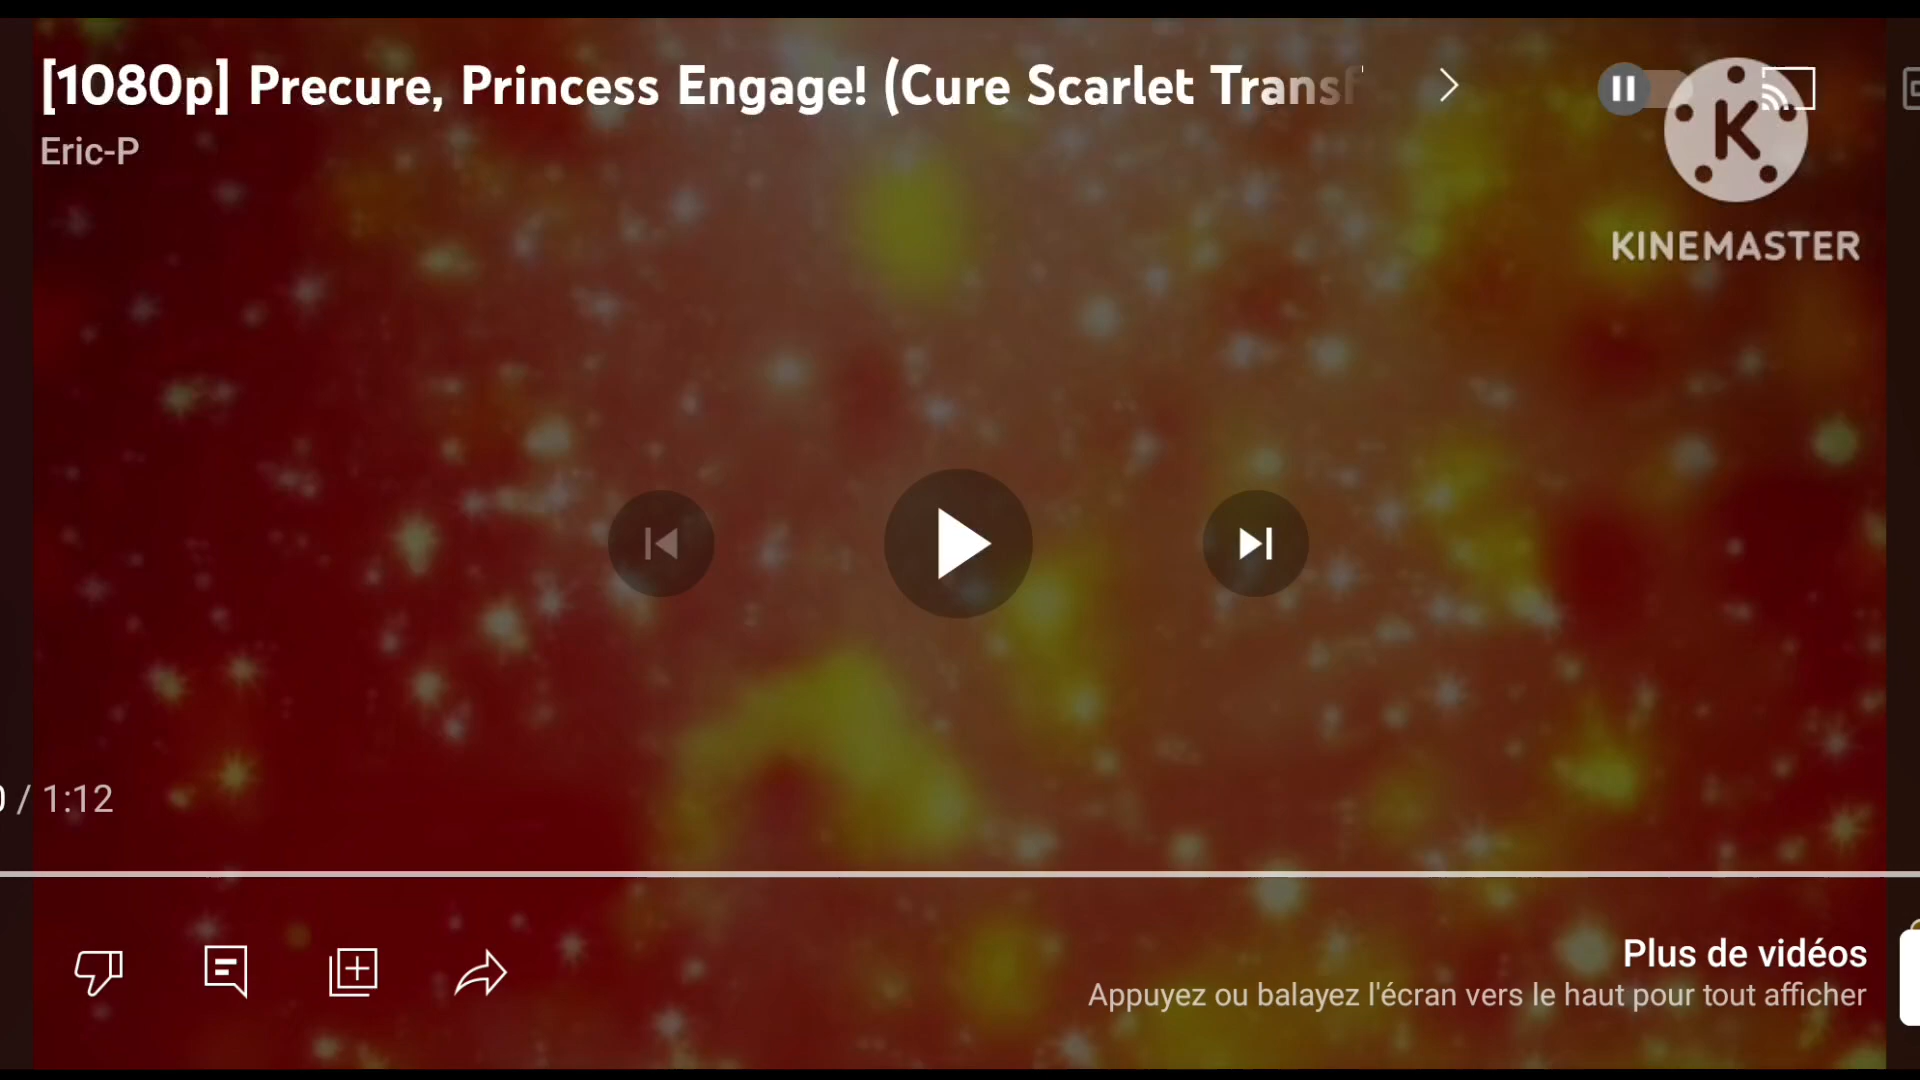 [1080p] Precure, Princess Engage! (Cure Scarlet Transf
Eric-P
K
KINEMASTER
/ 1:12
Plus de vidéos
Appuyez ou balayez l'écran vers le haut pour tout afficher